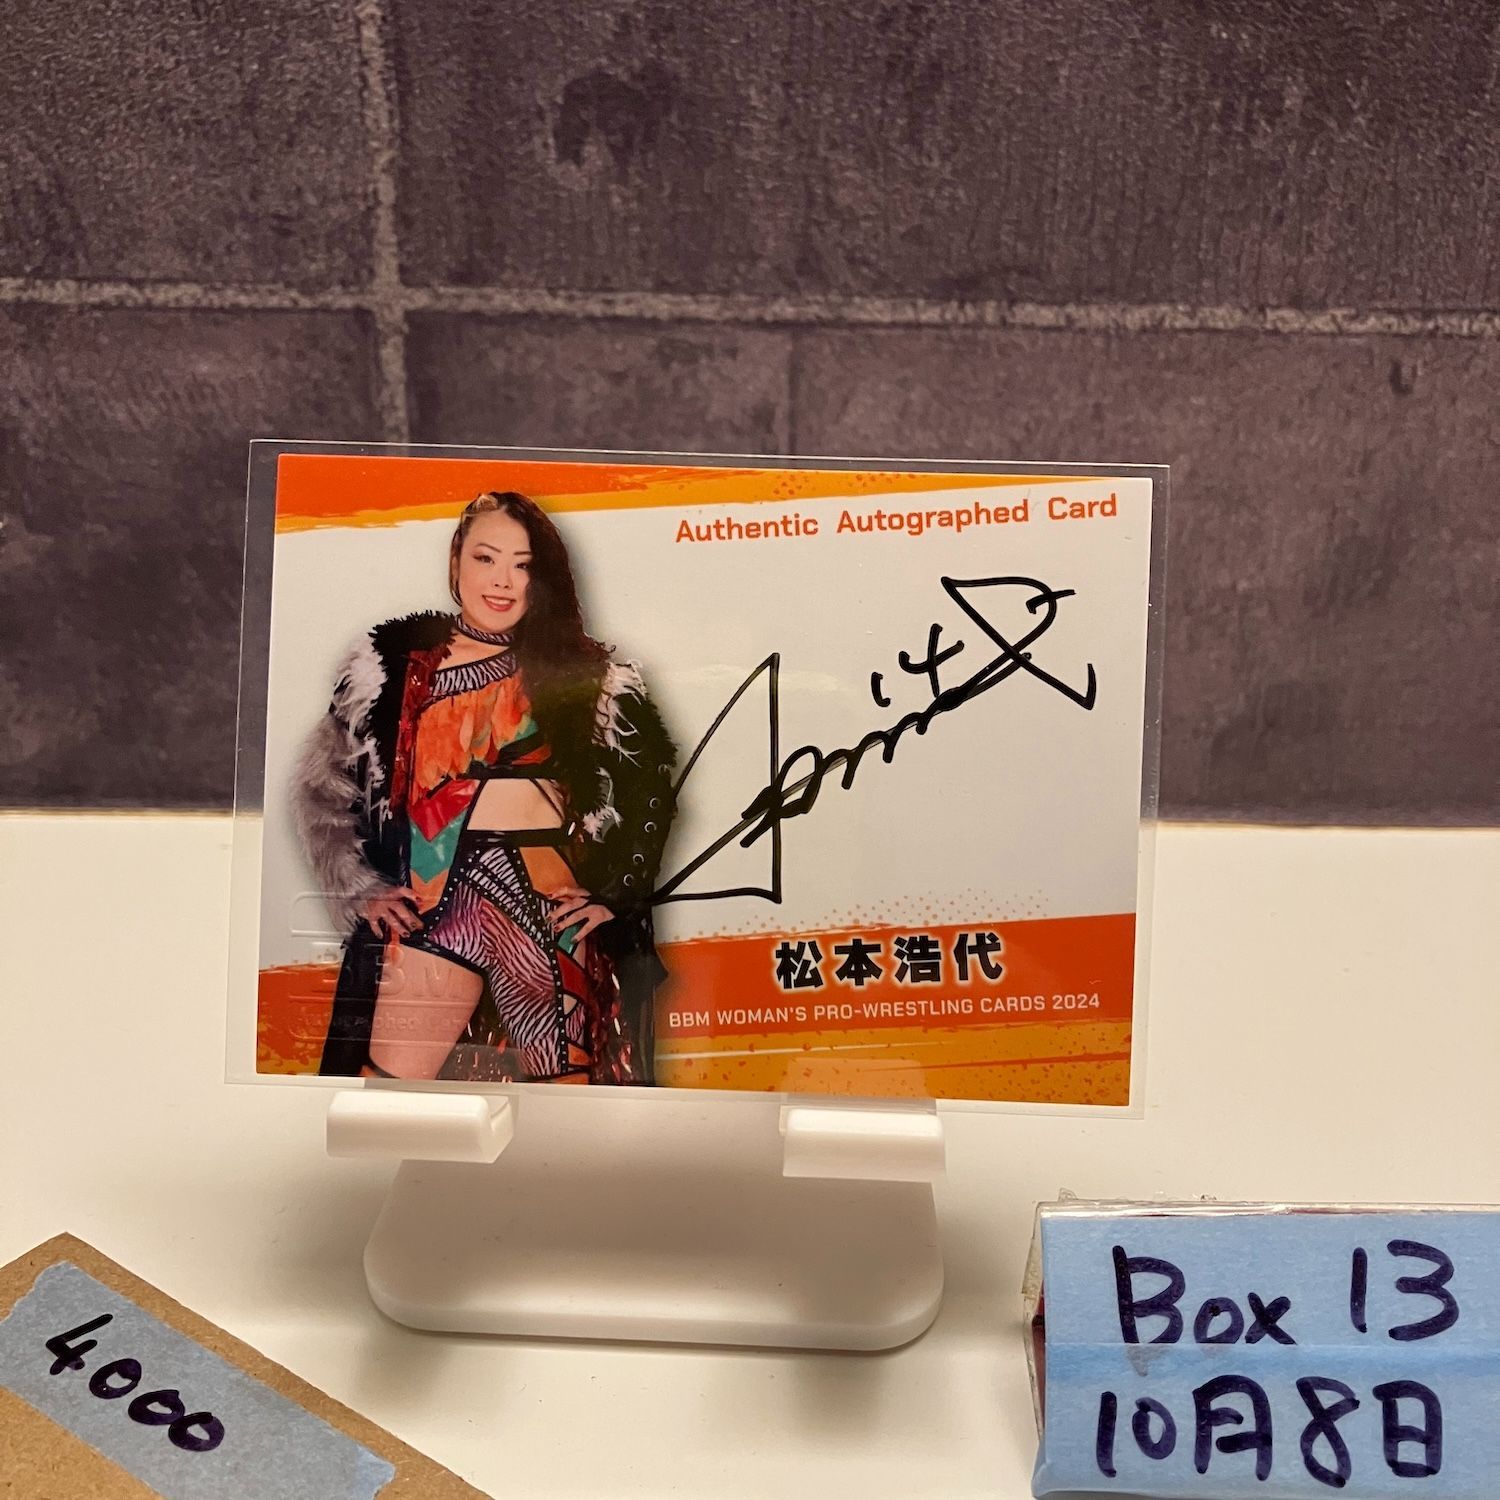 Authentic Autographed Card
松本浩代
BBM WOMAN'S PRO-WRESTLING CARDS 2024
BBM
4000
Box 13
10月8日